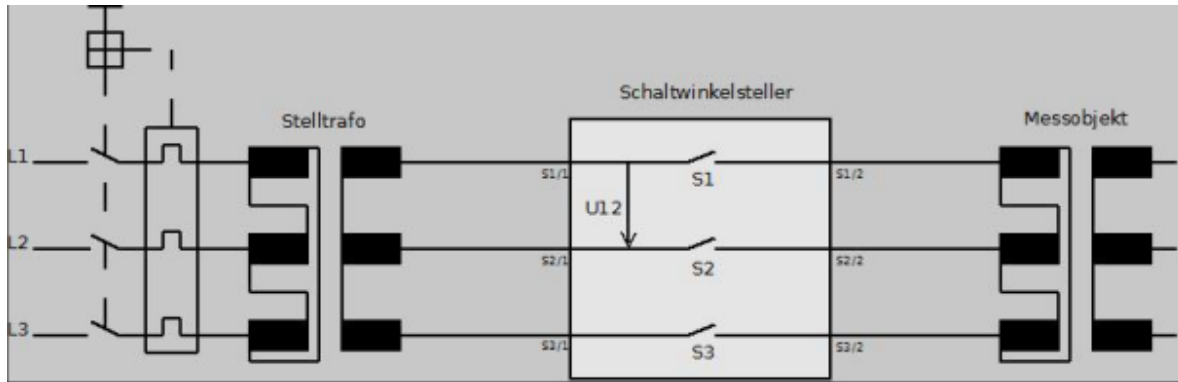 Schaltwinkelsteller
Stelltrafo
Messobjekt
L1
S1/1
S1
S1/2
U12
L2
S2/1
S2
S2/2
L3
S3/1
S3
S3/2